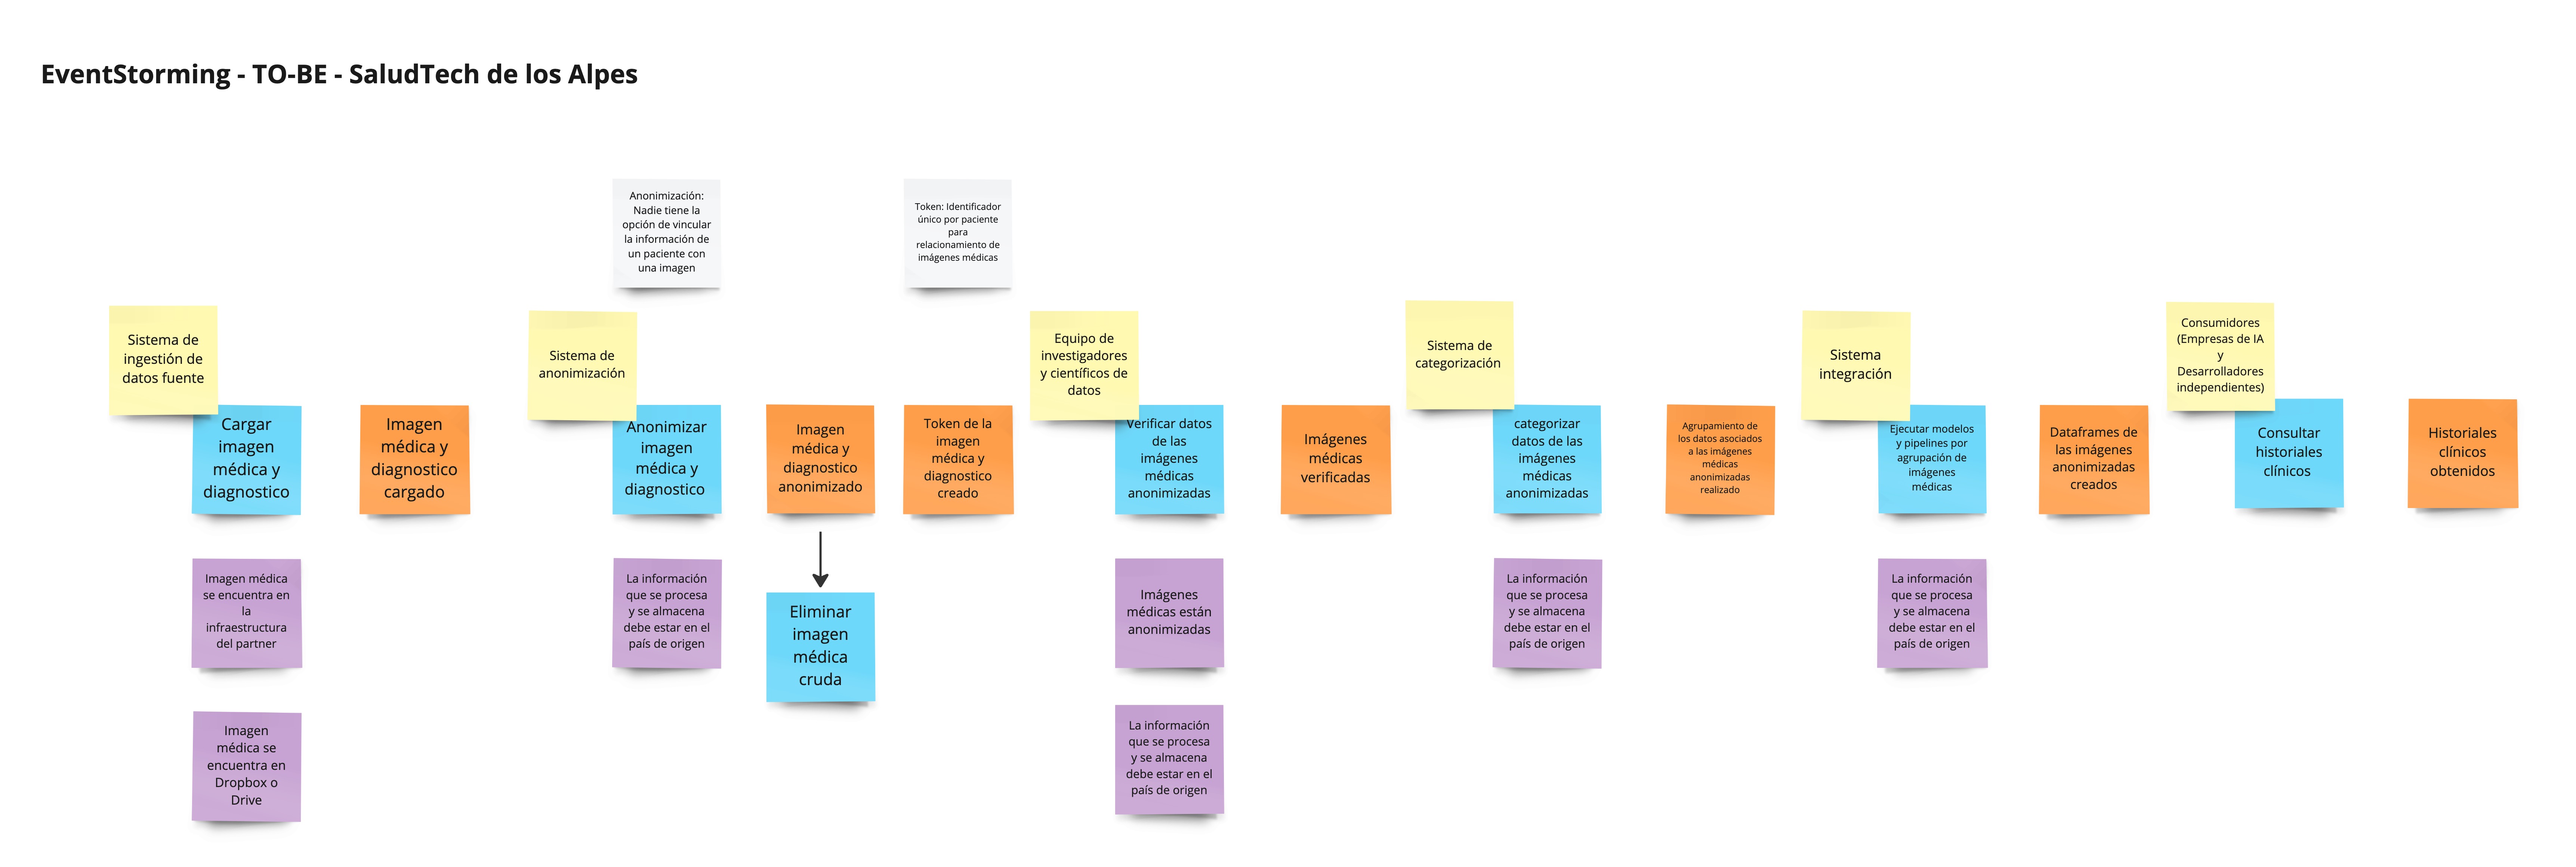 EventStorming - TO-BE - SaludTech de los Alpes
Anonimización:
Nadie tiene la
opción de vincular
la información de
un paciente con
una imagen
Token: Identificador
único por paciente
para
relacionamiento de
imágenes médicas
Sistema de
ingestión de
datos fuente
Cargar
imagen
médica y
diagnostico
Imagen
médica y
diagnostico
cargado
Sistema de
anonimización
Anonimizar
imagen
médica y
diagnostico
Imagen
médica y
diagnostico
anonimizado
Token de la
imagen
médica y
diagnostico
creado
Equipo de
investigadores
y científicos de
datos
Verificar datos
de las
imágenes
médicas
anonimizadas
Imágenes
médicas
verificadas
Sistema de
categorización
categorizar
datos de las
imágenes
médicas
anonimizadas
Agrupamiento de
los datos asociados
a las imágenes
médicas
anonimizadas
realizado
Sistema
integración
Ejecutar modelos
y pipelines por
agrupación de
imágenes
médicas
Dataframes de
las imágenes
anonimizadas
creados
Consumidores
(Empresas de IA
y
Desarrolladores
independientes)
Consultar
historiales
clínicos
Historiales
clínicos
obtenidos
Imagen médica
se encuentra en
la
infraestructura
del partner
La información
que se procesa
y se almacena
debe estar en el
país de origen
Eliminar
imagen
médica
cruda
Imágenes
médicas están
anonimizadas
La información
que se procesa
y se almacena
debe estar en el
país de origen
La información
que se procesa
y se almacena
debe estar en el
país de origen
Imagen
médica se
encuentra en
Dropbox o
Drive
La información
que se procesa
y se almacena
debe estar en el
país de origen